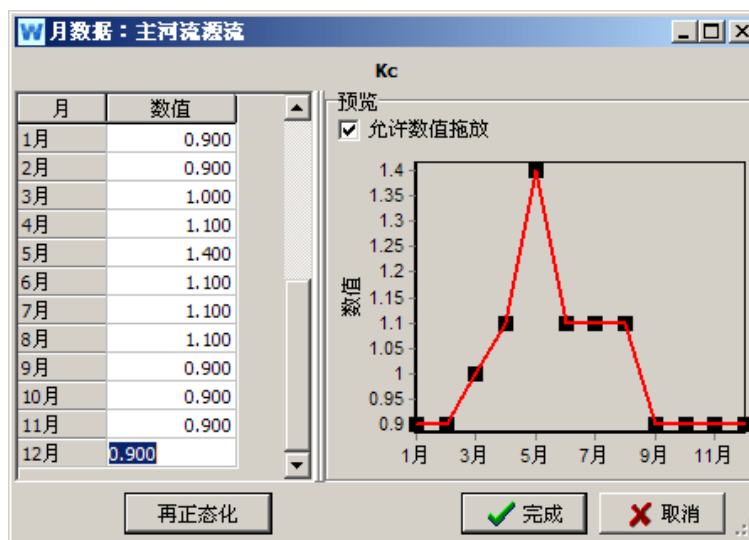 W 月数据：主河流源流
Kc
月 数值
1月 0.900
2月 0.900
3月 1.000
4月 1.100
5月 1.400
6月 1.100
7月 1.100
8月 1.100
9月 0.900
10月 0.900
11月 0.900
12月 0.900
预览
允许数值拖放
数值
1.4
1.35
1.3
1.25
1.2
1.15
1.1
1.05
1
0.95
0.9
1月 3月 5月 7月 9月 11月
再正态化 完成 取消